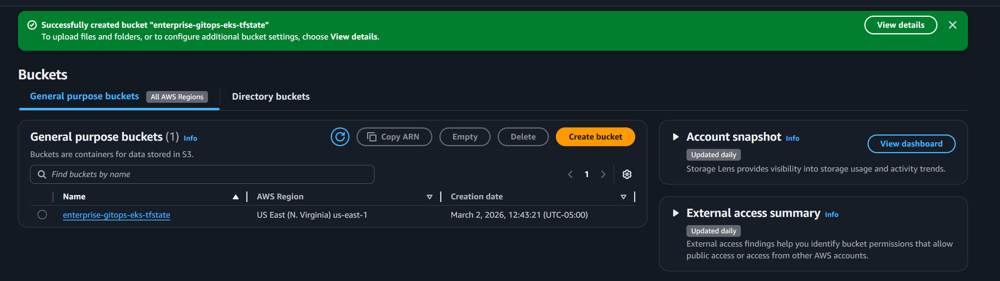 Successfully created bucket "enterprise-gitops-eks-tfstate"
To upload files and folders, or to configure additional bucket settings, choose View details.
View details
Buckets
General purpose buckets All AWS Regions
Directory buckets
General purpose buckets (1) Info
Copy ARN
Empty
Delete
Create bucket
Buckets are containers for data stored in S3.
Find buckets by name
1
Name AWS Region Creation date
enterprise-gitops-eks-tfstate US East (N. Virginia) us-east-1 March 2, 2026, 12:43:21 (UTC-05:00)
Account snapshot Info
View dashboard
Updated daily
Storage Lens provides visibility into storage usage and activity trends.
External access summary Info
Updated daily
External access findings help you identify bucket permissions that allow
public access or access from other AWS accounts.